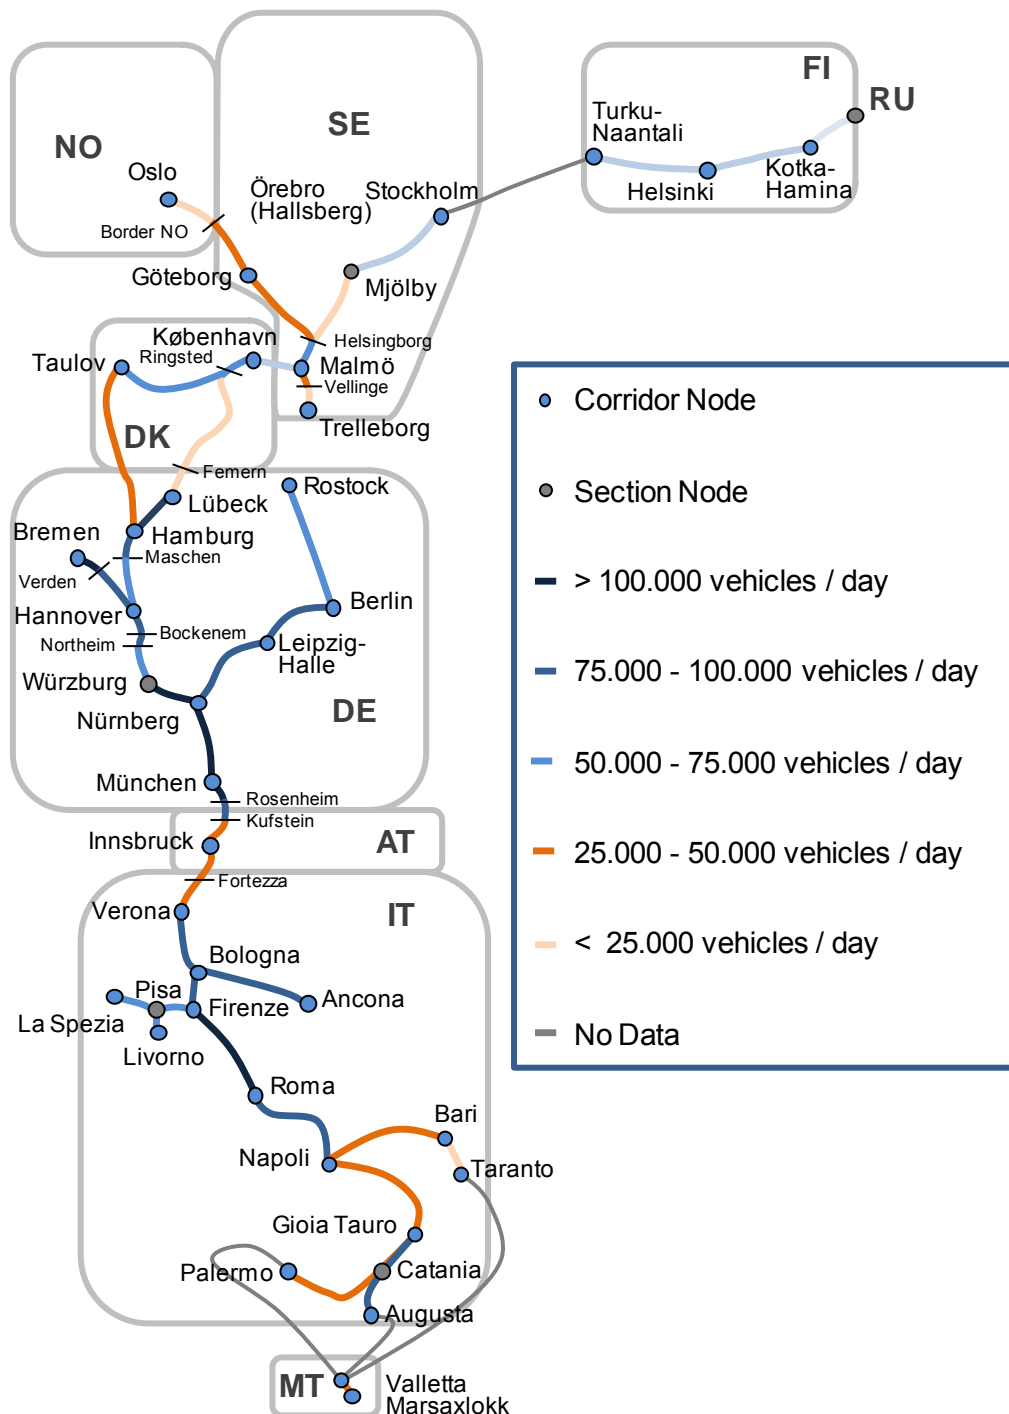 FI
RU
SE
NO
Turku-
Naantali
Kotka-
Hamina
Helsinki
Oslo
Örebro
(Hallsberg)
Stockholm
Border NO
Göteborg
Mjölby
København
Helsingborg
Ringsted
Taulov
Malmö
Vellinge
Trelleborg
DK
Femern
Lübeck
Rostock
Bremen
Hamburg
Maschen
Verden
Hannover
Berlin
Bockenem
Northeim
Leipzig-
Halle
Würzburg
Nürnberg
DE
München
Rosenheim
Kufstein
Innsbruck
AT
Fortezza
Verona
IT
Bologna
Pisa
Firenze
Ancona
La Spezia
Livorno
Roma
Bari
Napoli
Taranto
Gioia Tauro
Palermo
Catania
Augusta
MT
Valletta
Marsaxlokk
Corridor Node
Section Node
> 100.000 vehicles / day
75.000 - 100.000 vehicles / day
50.000 - 75.000 vehicles / day
25.000 - 50.000 vehicles / day
< 25.000 vehicles / day
No Data